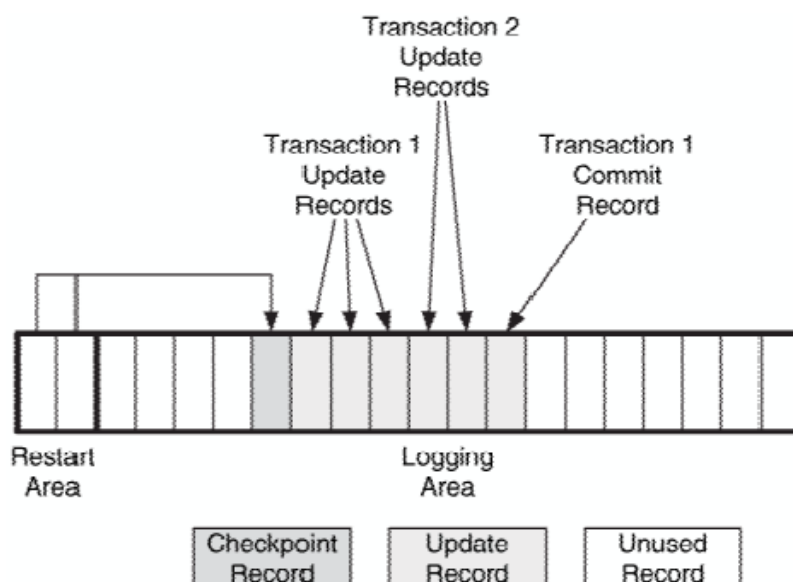 Transaction 2
Update
Records
Transaction 1
Update
Records
Transaction 1
Commit
Record
Restart
Area
Logging
Area
Checkpoint
Record
Update
Record
Unused
Record